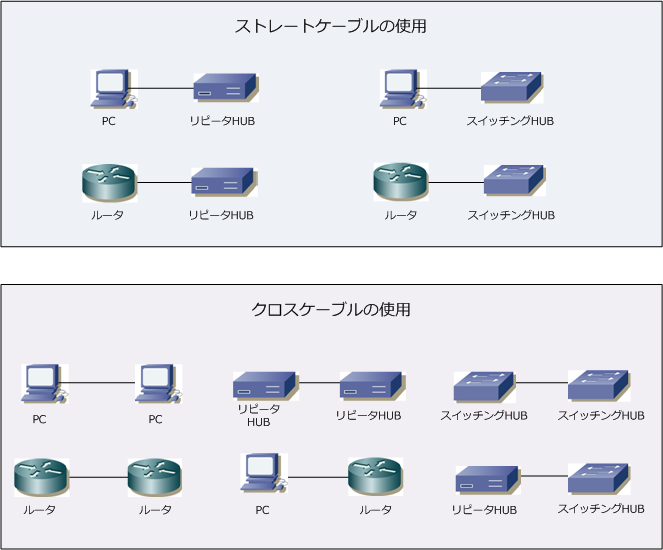 ストレートケーブルの使用
PC
リピータHUB
PC
スイッチングHUB
ルータ
リピータHUB
ルータ
スイッチングHUB
クロスケーブルの使用
PC
PC
リピータ
HUB
リピータHUB
スイッチングHUB
スイッチングHUB
ルータ
ルータ
PC
ルータ
リピータHUB
スイッチングHUB